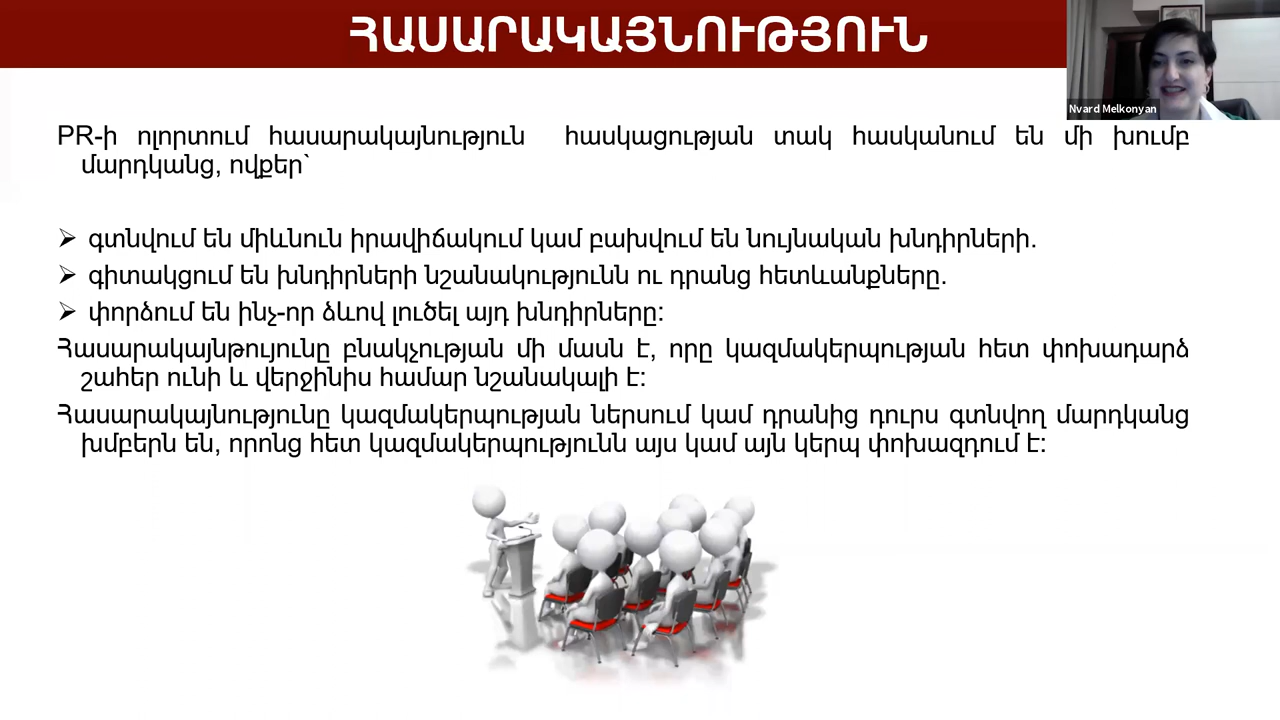 ՀԱՍԱՐԱԿԱՅՆՈՒԹՅՈՒՆ
Nvard Melkonyan
PR-ի ոլորտում հասարակայնություն հասկացության տակ հասկանում են մի խումբ
մարդկանց, ովքեր`
➢ գտնվում են միևնուն իրավիճակում կամ բախվում են նույնական խնդիրների.
➢ գիտակցում են խնդիրների նշանակությունն ու դրանց հետևանքները.
➢ փորձում են ինչ-որ ձևով լուծել այդ խնդիրները:
Հասարակայնթույունը բնակչության մի մասն է, որը կազմակերպության հետ փոխադարձ
շահեր ունի և վերջինիս համար նշանակալի է:
Հասարակայնությունը կազմակերպության ներսում կամ դրանից դուրս գտնվող մարդկանց
խմբերն են, որոնց հետ կազմակերպությունն այս կամ այն կերպ փոխազդում է: